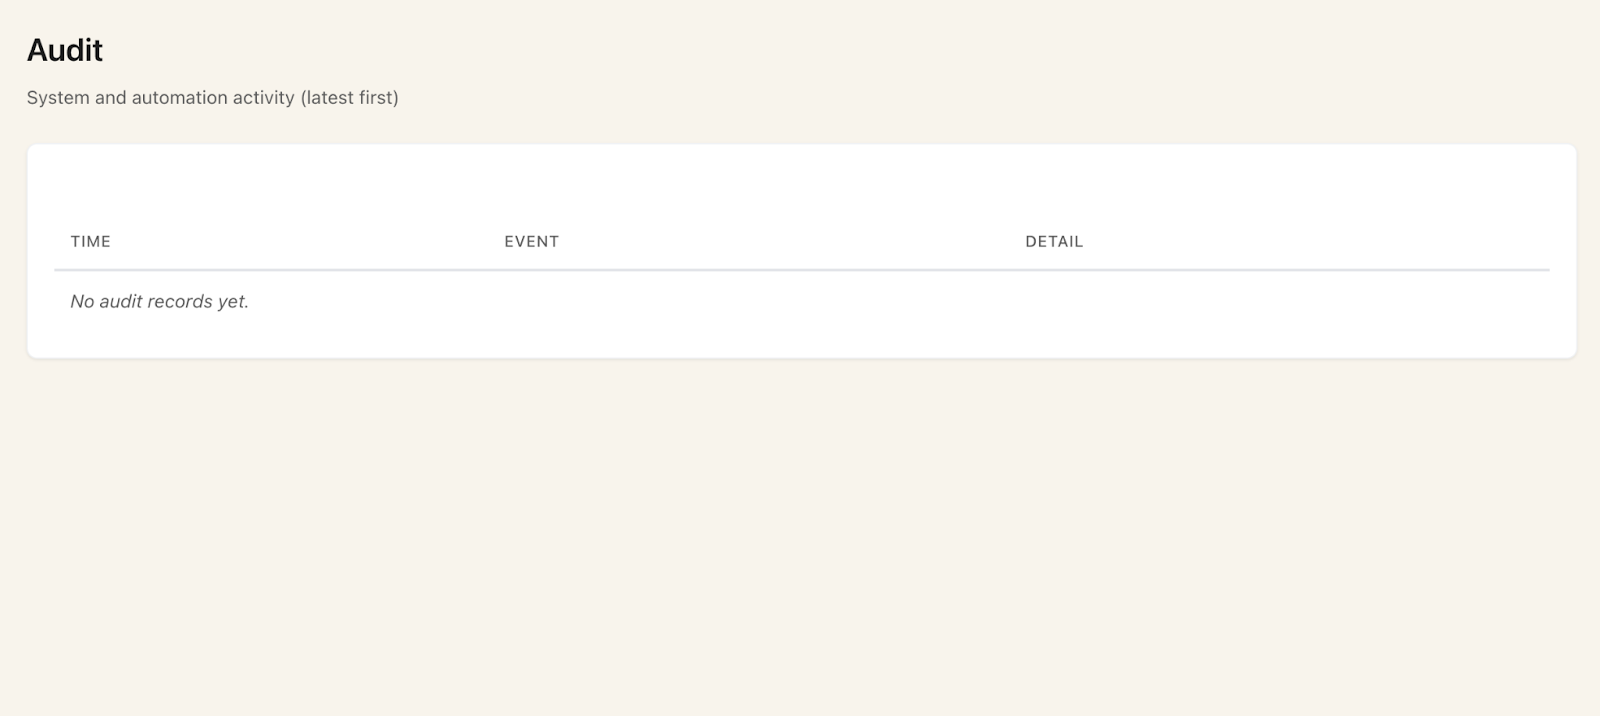 Audit
System and automation activity (latest first)
TIME EVENT DETAIL
No audit records yet.